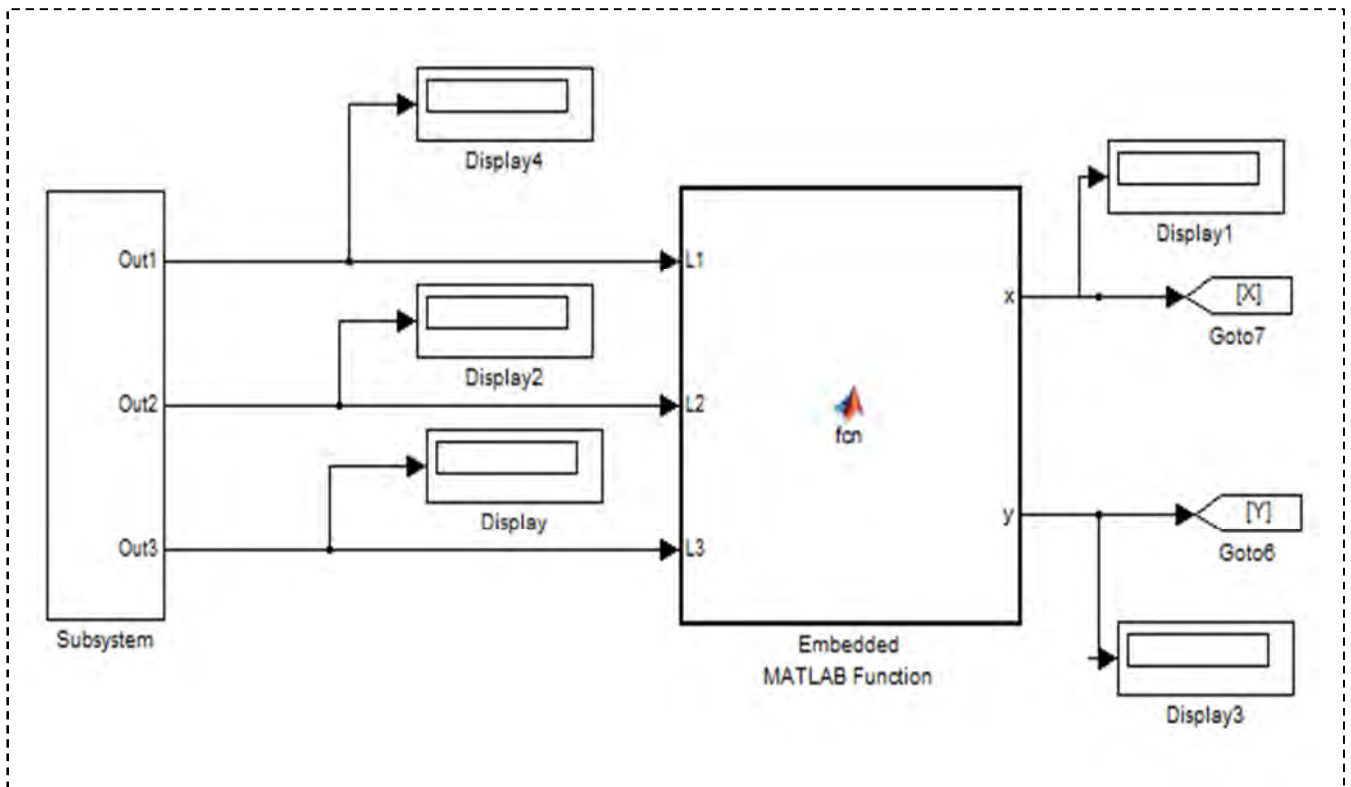 Display4
Display1
Out1
L1
x
[X]
Goto7
Display2
Out2
L2
fcn
Display
y
[Y]
Goto6
Out3
L3
Subsystem
Embedded
MATLAB Function
Display3